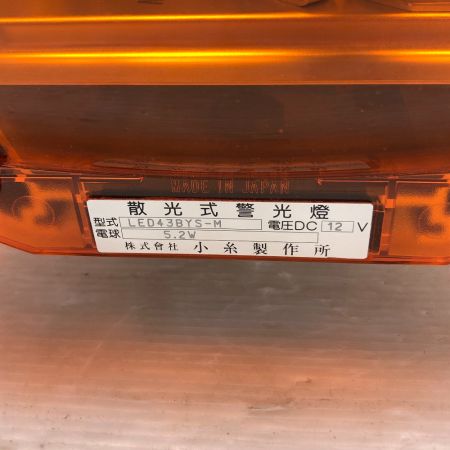 MADE IN JAPAN
散光式警光燈
型式 LED43BYS-M 電圧DC 12 V
電球 5.2W
株式會社 小糸製作所